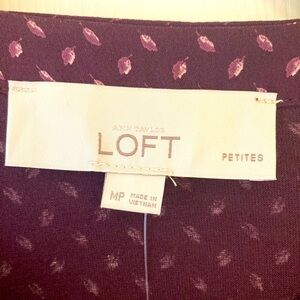 ANN TAYLOR
LOFT
PETITES
MP
MADE IN
VIETNAM